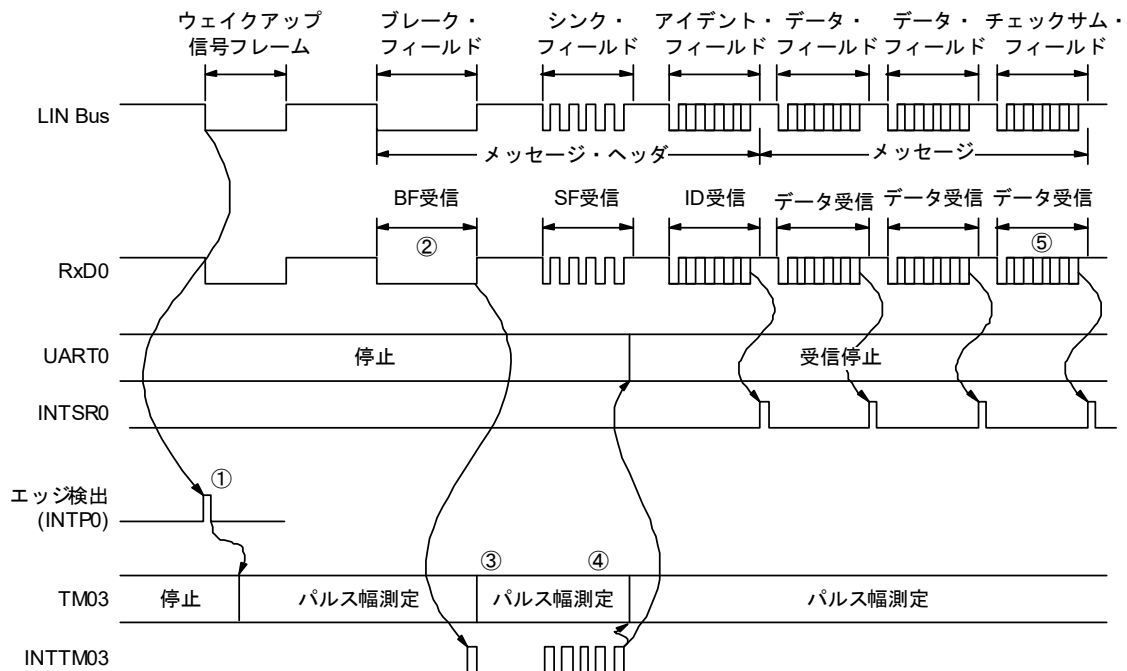 ウェイクアップ
信号フレーム
ブレーク・
フィールド
シンク・
フィールド
アイデント・
フィールド
データ・
フィールド
データ・
フィールド
チェックサム・
フィールド
LIN Bus
メッセージ・ヘッダ
メッセージ
BF受信
SF受信
ID受信
データ受信
データ受信
データ受信
②
⑤
RxD0
UART0
停止
受信停止
INTSR0
①
エッジ検出
(INTP0)
③
④
TM03
停止
パルス幅測定
パルス幅測定
パルス幅測定
INTTM03